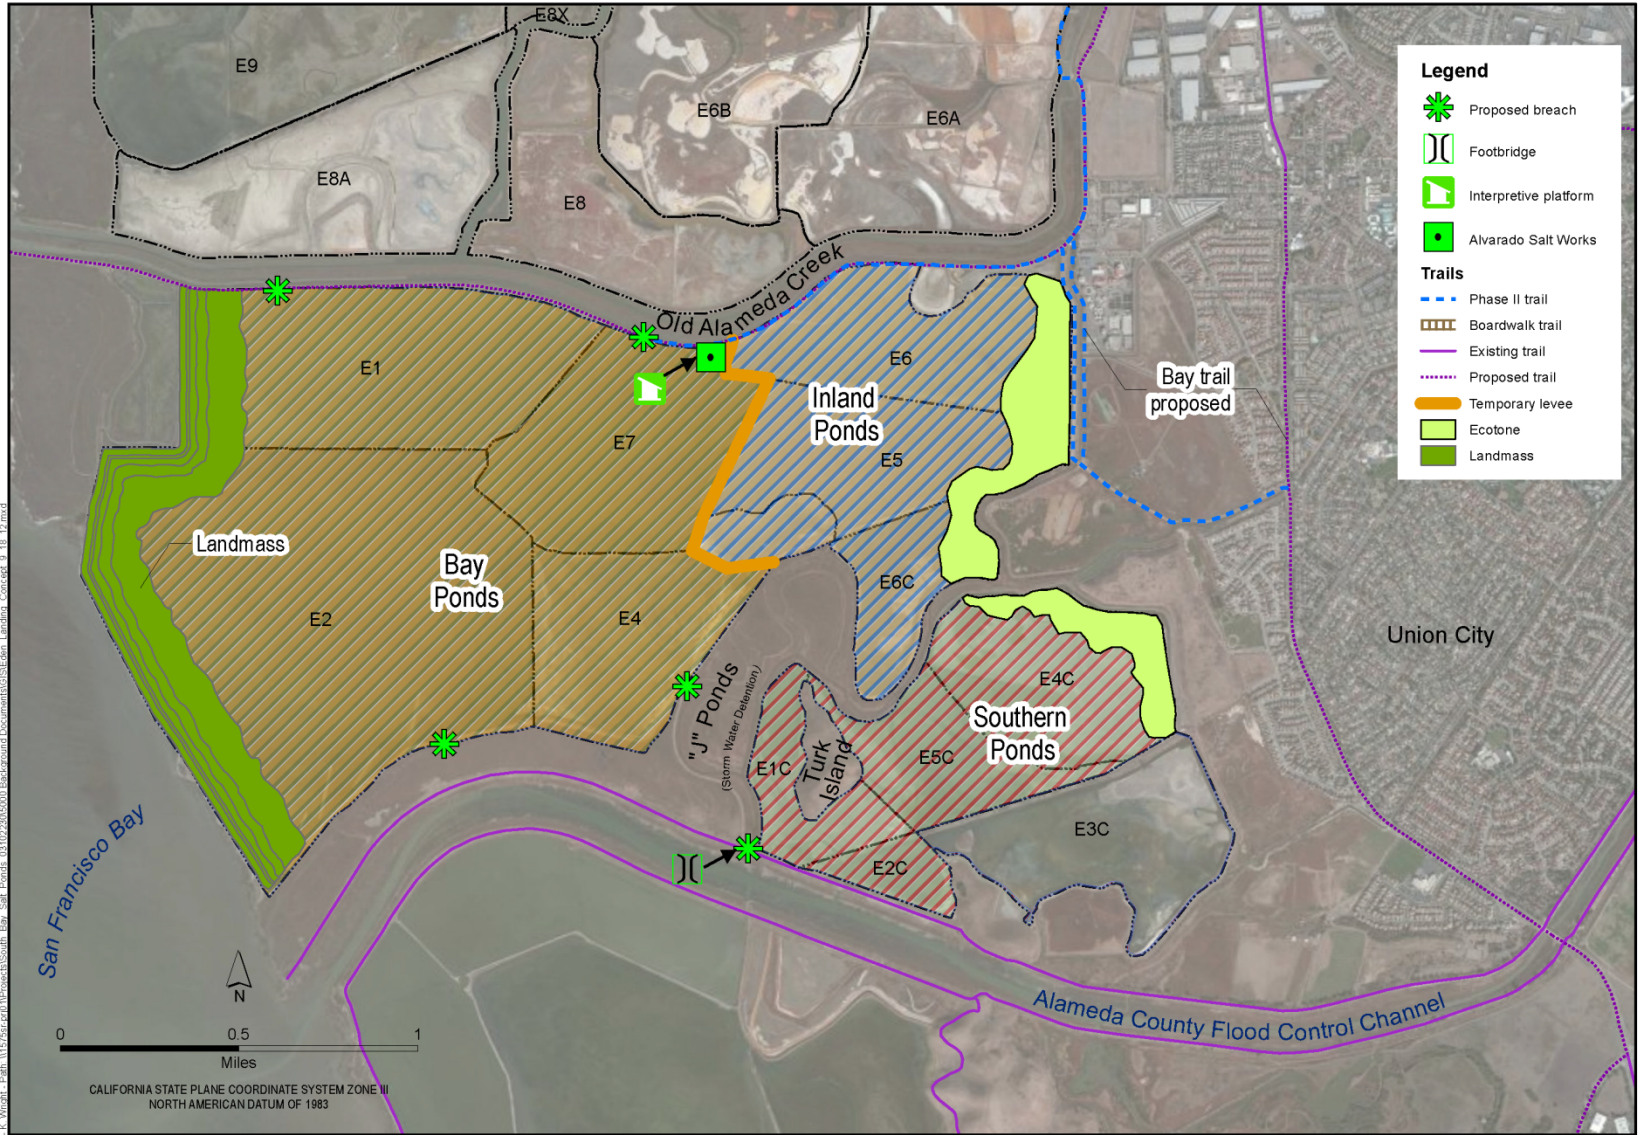 E8X
E9
E6B
E6A
E8A
E8
Legend
Proposed breach
Footbridge
Interpretive platform
Alvarado Salt Works
Trails
Phase II trail
Boardwalk trail
Existing trail
Proposed trail
Temporary levee
Ecotone
Landmass
Old Alameda Creek
E1
E6
Bay trail
proposed
Inland
Ponds
E7
E5
Landmass
Bay
Ponds
E6C
E2
E4
Union City
"J" Ponds
(Storm Water Detention)
E4C
Southern
Ponds
E1C
Turk
Island
E5C
E3C
E2C
San Francisco Bay
N
Alameda County Flood Control Channel
0 0.5 1
Miles
CALIFORNIA STATE PLANE COORDINATE SYSTEM ZONE III
NORTH AMERICAN DATUM OF 1983